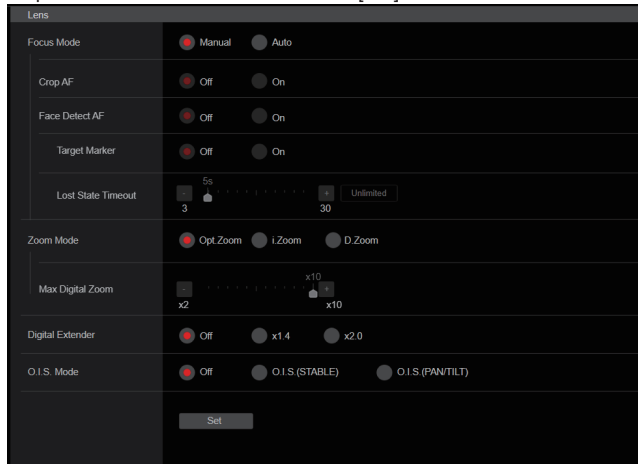 Lens
Focus Mode Manual Auto
Crop AF Off On
Face Detect AF Off On
Target Marker Off On
5s
Lost State Timeout - + Unlimited
3 30
Zoom Mode Opt.Zoom i.Zoom D.Zoom
x10
Max Digital Zoom - +
x2 x10
Digital Extender Off x1.4 x2.0
O.I.S. Mode Off O.I.S.(STABLE) O.I.S.(PAN/TILT)
Set